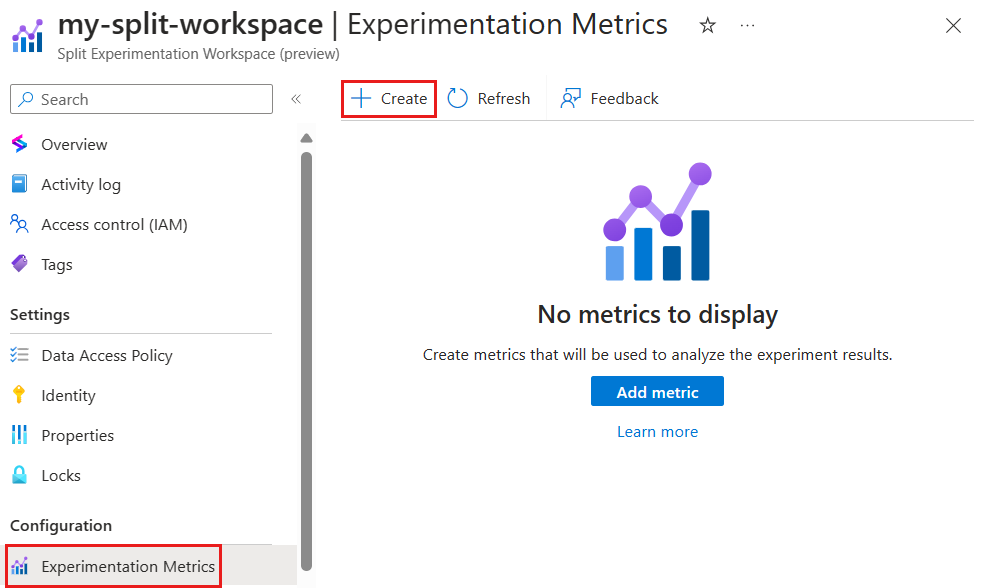 my-split-workspace | Experimentation Metrics
Split Experimentation Workspace (preview)
Search
Overview
Activity log
Access control (IAM)
Tags
Settings
Data Access Policy
Identity
Properties
Locks
Configuration
Experimentation Metrics
Create Refresh Feedback
No metrics to display
Create metrics that will be used to analyze the experiment results.
Add metric
Learn more